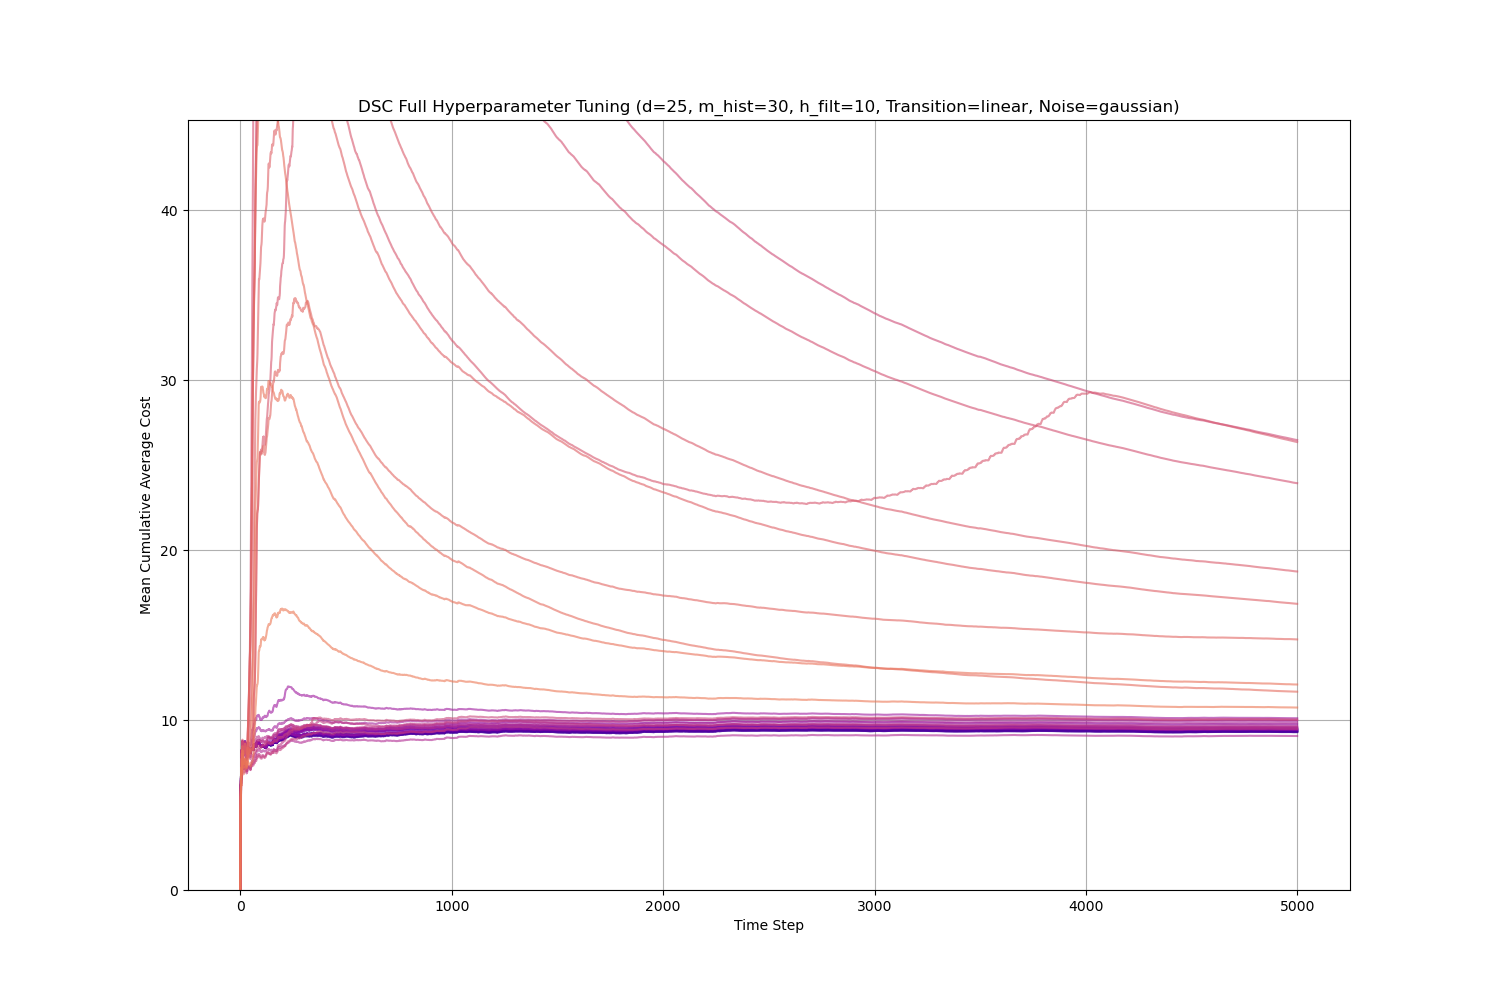 DSC Full Hyperparameter Tuning (d=25, m_hist=30, h_filt=10, Transition=linear, Noise=gaussian)
Mean Cumulative Average Cost
40
30
20
10
0
0 1000 2000 3000 4000 5000
Time Step